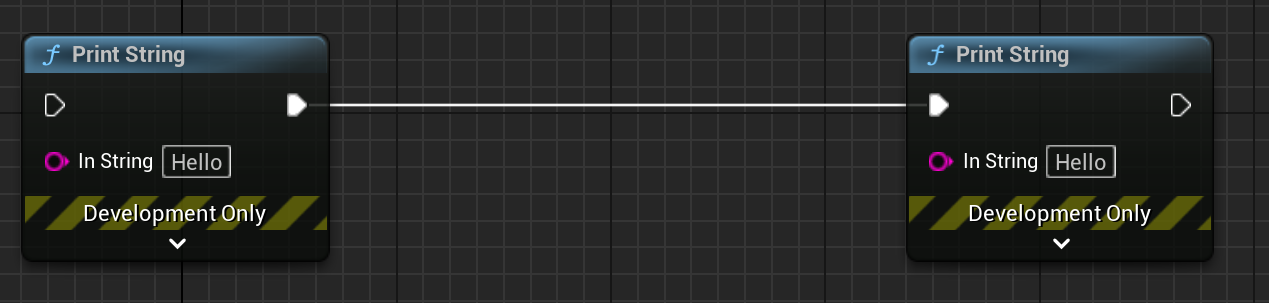 f Print String
In String Hello
Development Only
f Print String
In String Hello
Development Only